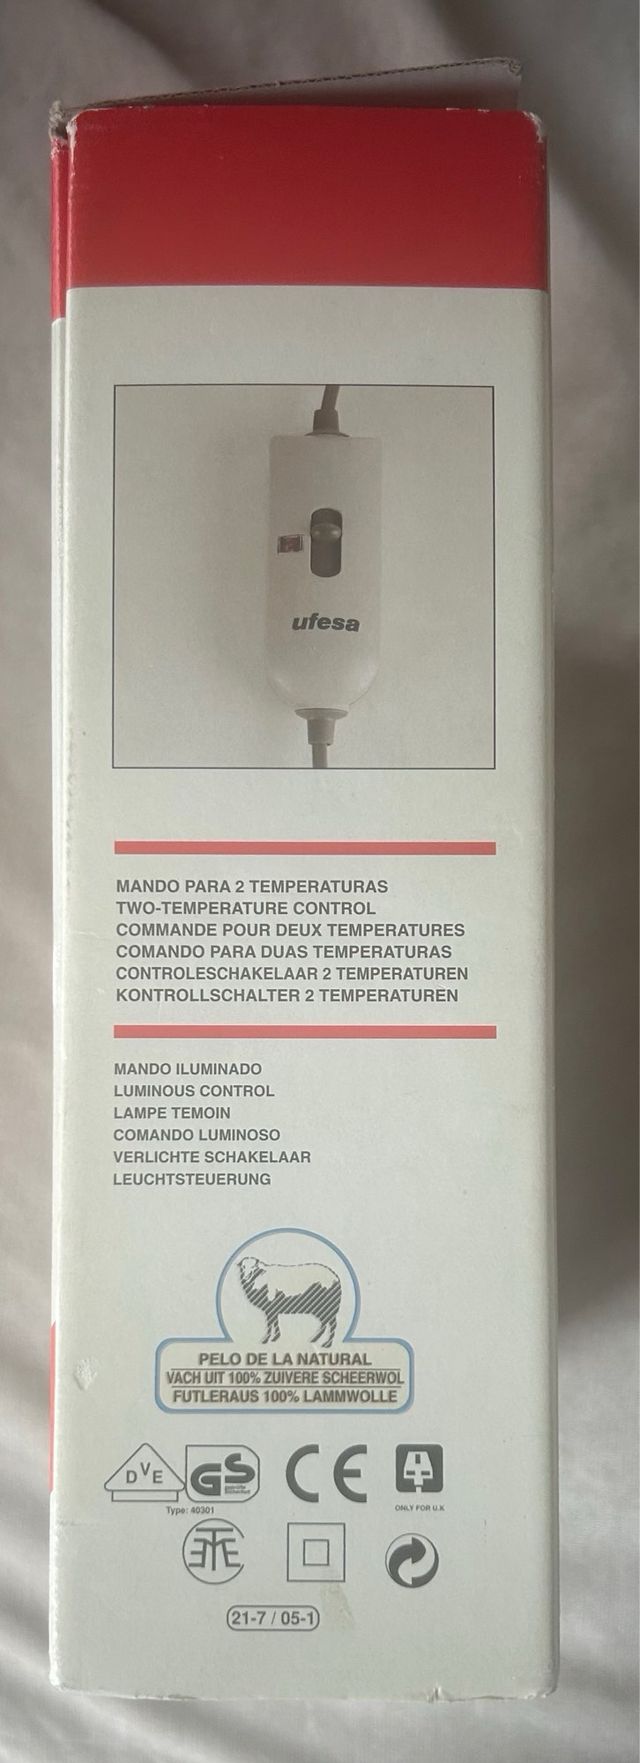 ufesa
MANDO PARA 2 TEMPERATURAS
TWO-TEMPERATURE CONTROL
COMMANDE POUR DEUX TEMPERATURES
COMANDO PARA DUAS TEMPERATURAS
CONTROLESCHAKELAAR 2 TEMPERATUREN
KONTROLLSCHALTER 2 TEMPERATUREN
MANDO ILUMINADO
LUMINOUS CONTROL
LAMPE TEMOIN
COMANDO LUMINOSO
VERLICHTE SCHAKELAAR
LEUCHTSTEUERUNG
PELO DE LA NATURAL
VACH UIT 100% ZUIVERE SCHEERWOL
FUTLERAUS 100% LAMMWOLLE
DVE GS CE
geprüfte
Sicherheit
Type: 40301
ONLY FOR U.K
21-7 / 05-1